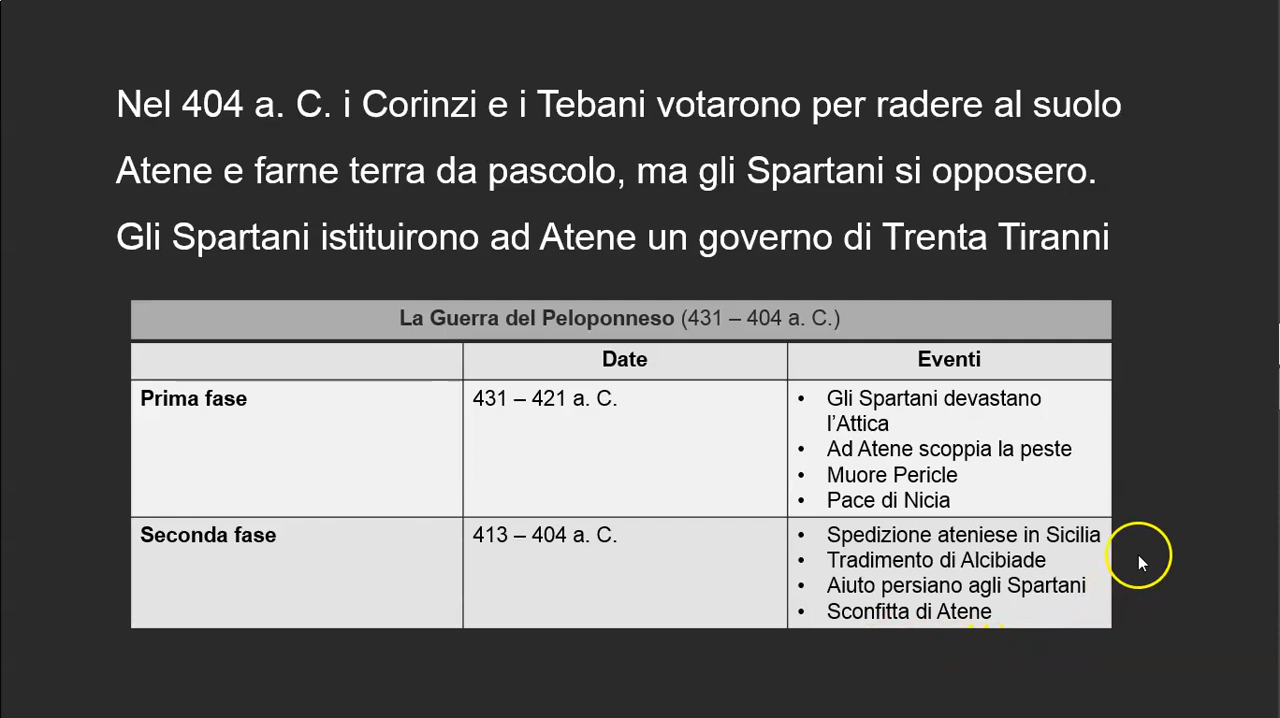 Nel 404 a. C. i Corinzi e i Tebani votarono per radere al suolo
Atene e farne terra da pascolo, ma gli Spartani si opposero.
Gli Spartani istituirono ad Atene un governo di Trenta Tiranni
La Guerra del Peloponneso (431 – 404 a. C.)
Date
Eventi
Prima fase
431 – 421 a. C.
• Gli Spartani devastano
l’Attica
• Ad Atene scoppia la peste
• Muore Pericle
• Pace di Nicia
Seconda fase
413 – 404 a. C.
• Spedizione ateniese in Sicilia
• Tradimento di Alcibiade
• Aiuto persiano agli Spartani
• Sconfitta di Atene